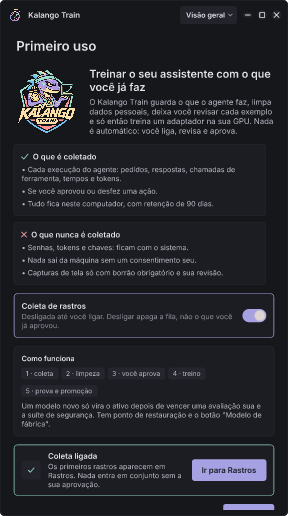 Kalango Train
Visão geral
Primeiro uso
KALANGO
TRAIN
Treinar o seu assistente com o que
você já faz
O Kalango Train guarda o que o agente faz, limpa
dados pessoais, deixa você revisar cada exemplo
e só então treina um adaptador na sua GPU. Nada
é automático: você liga, revisa e aprova.
O que é coletado
• Cada execução do agente: pedidos, respostas, chamadas de
ferramenta, tempos e tokens.
• Se você aprovou ou desfez uma ação.
• Tudo fica neste computador, com retenção de 90 dias.
O que nunca é coletado
• Senhas, tokens e chaves: ficam com o sistema.
• Nada sai da máquina sem um consentimento seu.
• Capturas de tela só com borrão obrigatório e sua revisão.
Coleta de rastros
Desligada até você ligar. Desligar apaga a fila, não o que você
já aprovou.
Como funciona
1 · coleta
2 · limpeza
3 · você aprova
4 · treino
5 · prova e promoção
Um modelo novo só vira o ativo depois de vencer uma avaliação sua e
a suíte de segurança. Tem ponto de restauração e o botão "Modelo de
fábrica".
Coleta ligada
Os primeiros rastros aparecem em
Rastros. Nada entra em conjunto sem a
sua aprovação.
Ir para Rastros